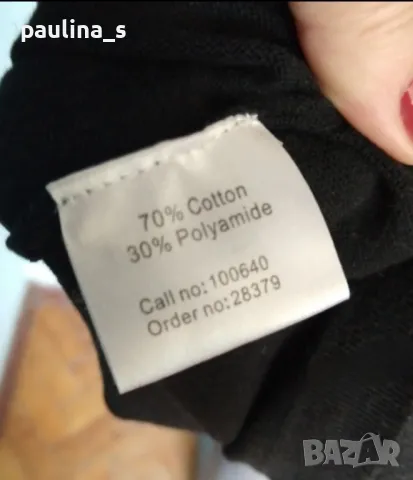 paulina_s
70% Cotton
30% Polyamide
Call no:100640
Order no:28379
BAZAR